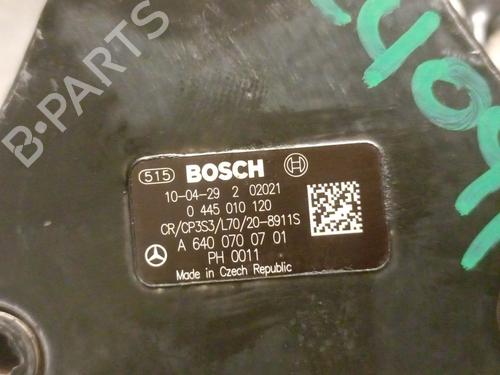 B-PARTS
515 BOSCH
10-04-29 2 02021
0 445 010 120
CR/CP3S3/L70/20-8911S
A 640 070 07 01
PH 0011
Made in Czech Republic